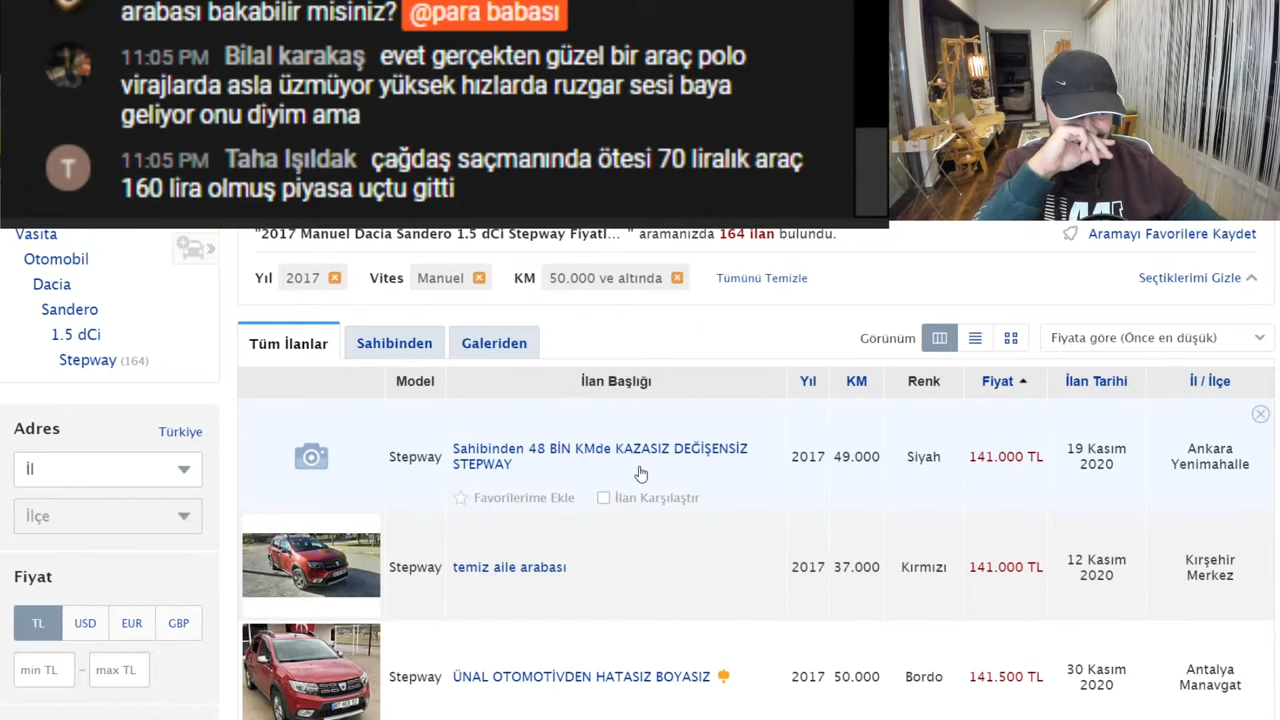 arabası bakabilir misiniz? @para babası
11:05 PM Bilal karakaş evet gerçekten güzel bir araç polo
virajlarda asla üzmüyor yüksek hızlarda ruzgar sesi baya
geliyor onu diyim ama
T
11:05 PM Taha Işıldak çağdaş saçmanında ötesi 70 liralık araç
160 lira olmuş piyasa uçtu gitti
Vasıta
Otomobil
Dacia
Sandero
1.5 dCi
Stepway (164)
"2017 Manuel Dacia Sandero 1.5 dCi Stepway Fiyatl... " aramanızda 164 ilan bulundu.
Aramayı Favorilere Kaydet
Yıl 2017 Vites Manuel KM 50.000 ve altında Tümünü Temizle
Seçtiklerimi Gizle
Tüm İlanlar Sahibinden Galeriden
Görünüm Fiyata göre (Önce en düşük)
Model İlan Başlığı Yıl KM Renk Fiyat İlan Tarihi İl / İlçe
Stepway Sahibinden 48 BİN KMde KAZASIZ DEĞİŞENSİZ
STEPWAY
2017 49.000 Siyah 141.000 TL 19 Kasım
2020
Ankara
Yenimahalle
Favorilerime Ekle İlan Karşılaştır
Stepway temiz aile arabası 2017 37.000 Kırmızı 141.000 TL 12 Kasım
2020
Kırşehir
Merkez
Stepway ÜNAL OTOMOTİVDEN HATASIZ BOYASIZ 2017 50.000 Bordo 141.500 TL 30 Kasım
2020
Antalya
Manavgat
Adres Türkiye
İl
İlçe
Fiyat
TL USD EUR GBP
min TL – max TL